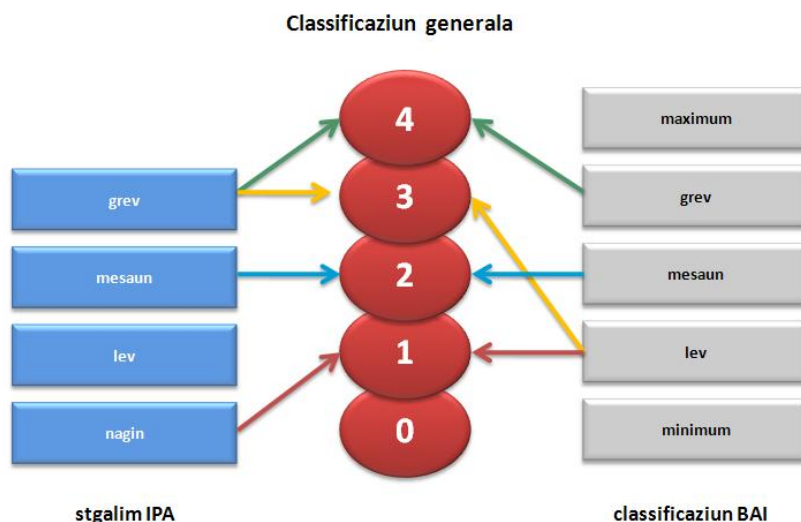 Classificaziun generala
4
maximum
grev
3
grev
mesaun
2
mesaun
lev
1
lev
nagin
0
minimum
stgalim IPA
classificaziun BAI